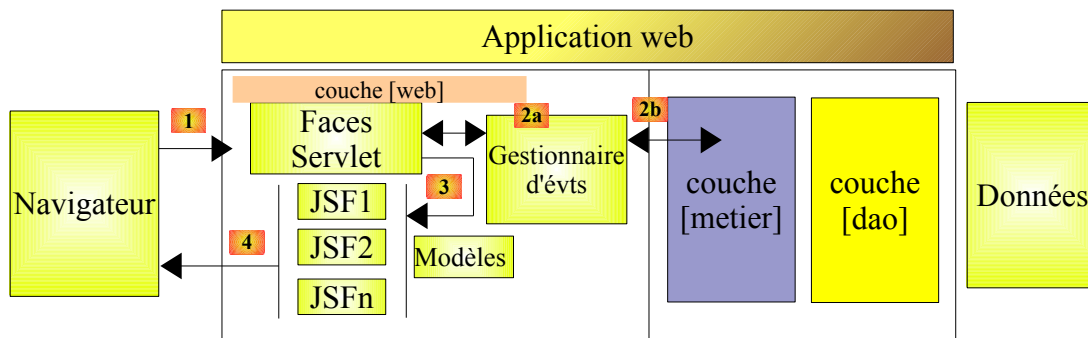 Application web
couche [web]
Navigateur
1
Faces
Servlet
2a
Gestionnaire
d'évts
2b
couche
[metier]
couche
[dao]
Données
3
JSF1
JSF2
JSFn
Modèles
4